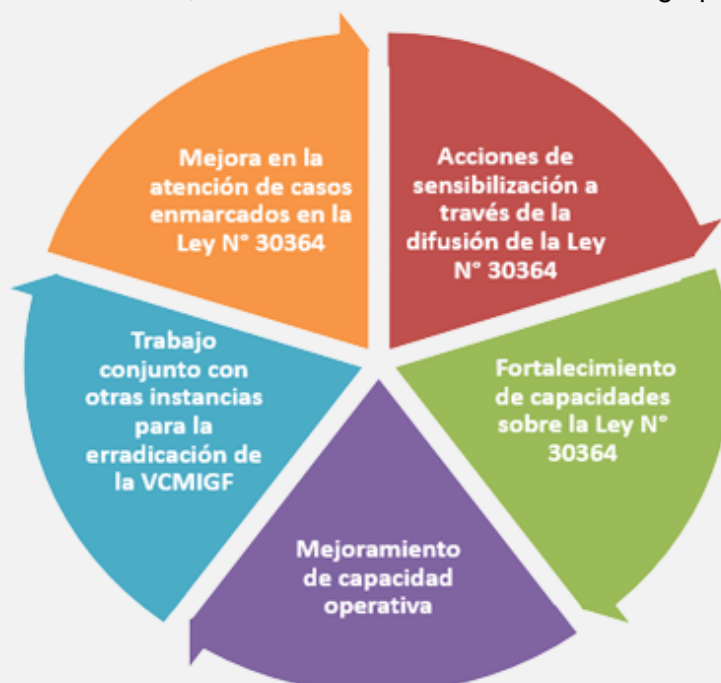 Acciones de
sensibilización a
través de la
difusión de la Ley
N° 30364
Fortalecimiento
de capacidades
sobre la Ley N°
30364
Mejoramiento
de capacidad
operativa
Trabajo
conjunto con
otras instancias
para la
erradicación de
la VCMIGF
Mejora en la
atención de casos
enmarcados en la
Ley N° 30364